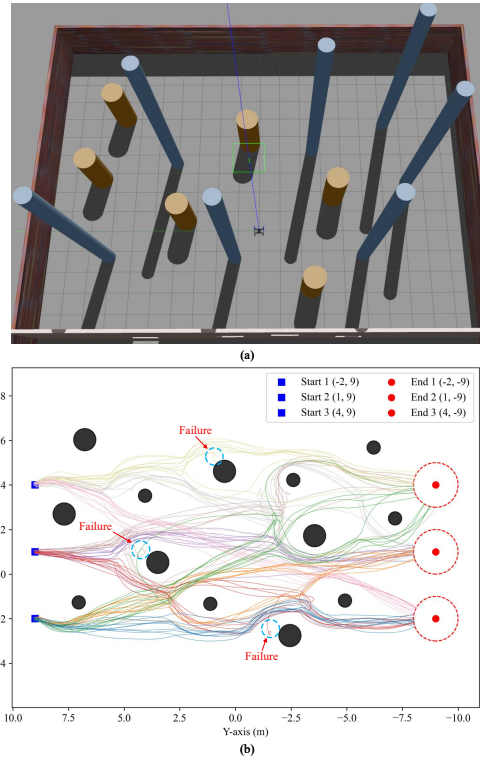 (a)
8
Start 1 (-2, 9) End 1 (-2, -9)
Start 2 (1, 9) End 2 (1, -9)
Start 3 (4, 9) End 3 (4, -9)
6
Failure
4
Failure
2
0
2
Failure
4
10.0 7.5 5.0 2.5 0.0 −2.5 −5.0 −7.5 −10.0
Y-axis (m)
(b)